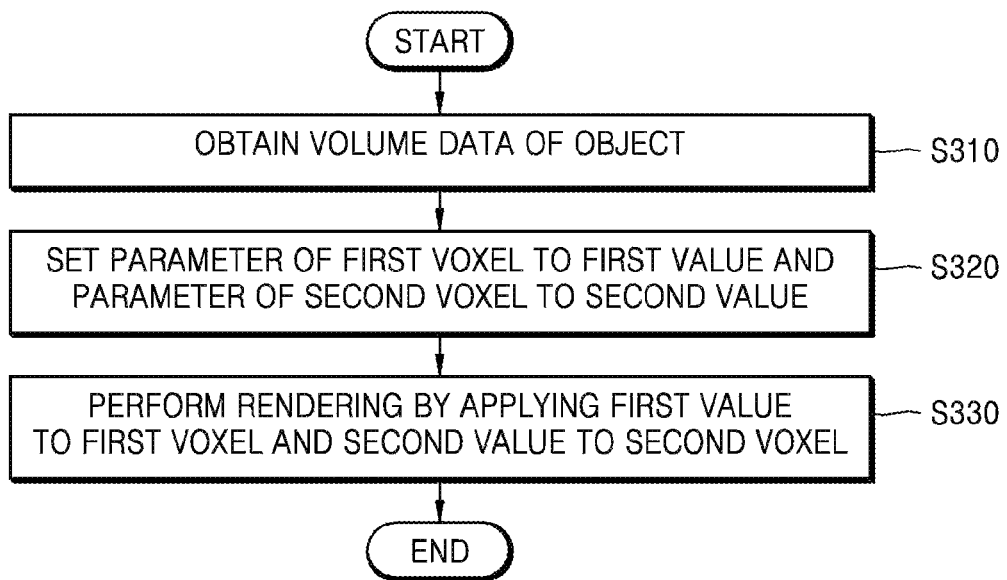 START
OBTAIN VOLUME DATA OF OBJECT
S310
SET PARAMETER OF FIRST VOXEL TO FIRST VALUE AND
PARAMETER OF SECOND VOXEL TO SECOND VALUE
S320
PERFORM RENDERING BY APPLYING FIRST VALUE
TO FIRST VOXEL AND SECOND VALUE TO SECOND VOXEL
S330
END